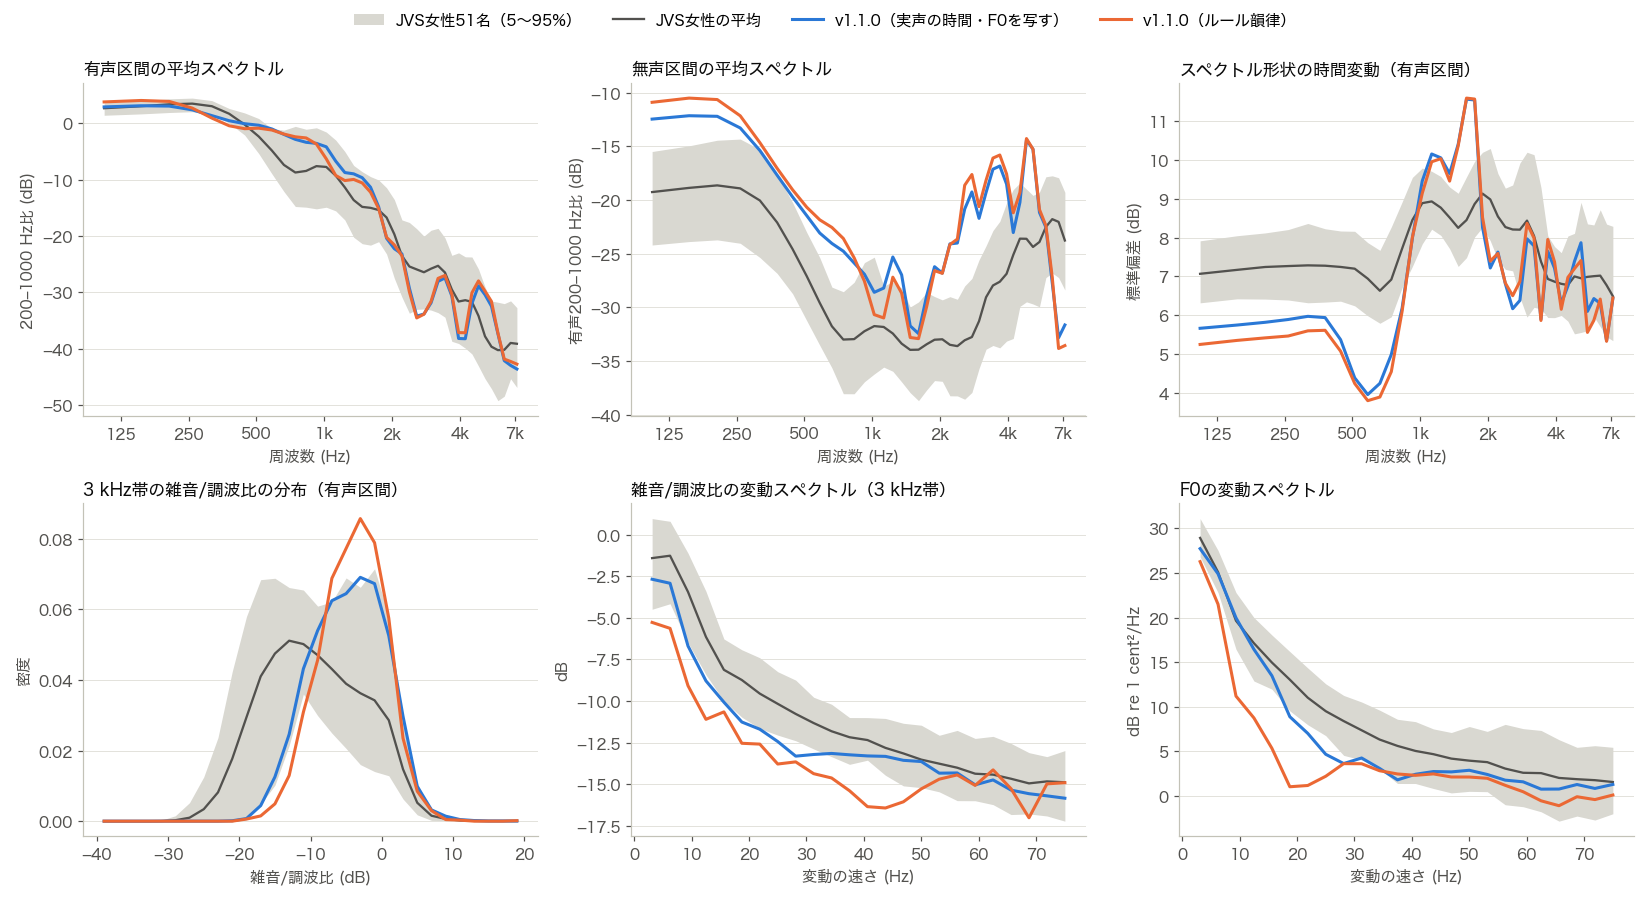 JVS女性51名（5〜95%）
JVS女性の平均
v1.1.0（実声の時間・F0を写す）
v1.1.0（ルール韻律）
有声区間の平均スペクトル
200–1000 Hz比 (dB)
0
−10
−20
−30
−40
−50
125 250 500 1k 2k 4k 7k
周波数 (Hz)
無声区間の平均スペクトル
有声200–1000 Hz比 (dB)
−10
−15
−20
−25
−30
−35
−40
125 250 500 1k 2k 4k 7k
周波数 (Hz)
スペクトル形状の時間変動（有声区間）
標準偏差 (dB)
11
10
9
8
7
6
5
4
125 250 500 1k 2k 4k 7k
周波数 (Hz)
3 kHz帯の雑音/調波比の分布（有声区間）
密度
0.08
0.06
0.04
0.02
0.00
−40 −30 −20 −10 0 10 20
雑音/調波比 (dB)
雑音/調波比の変動スペクトル（3 kHz帯）
dB
0.0
−2.5
−5.0
−7.5
−10.0
−12.5
−15.0
−17.5
0 10 20 30 40 50 60 70
変動の速さ (Hz)
F0の変動スペクトル
dB re 1 cent²/Hz
30
25
20
15
10
5
0
0 10 20 30 40 50 60 70
変動の速さ (Hz)